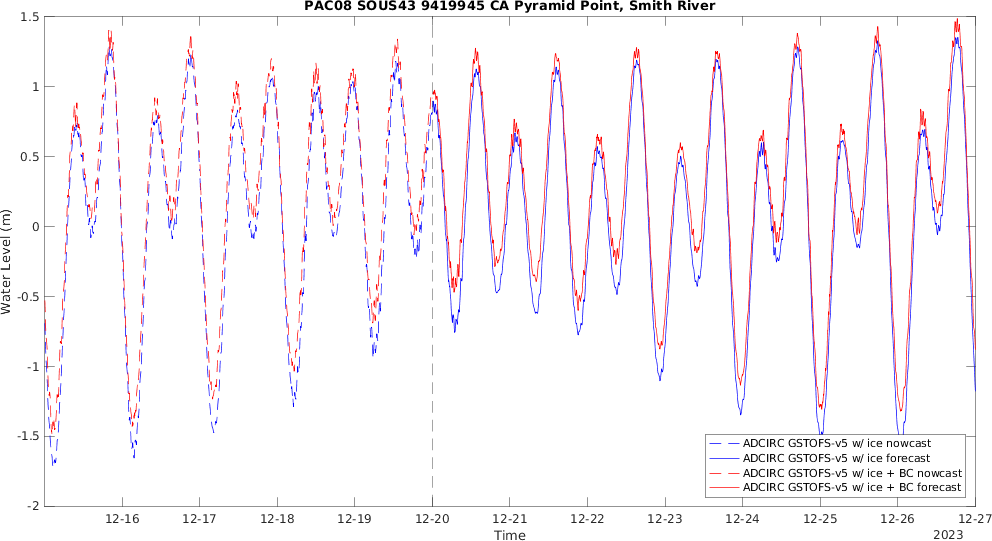 PAC08 SOUS43 9419945 CA Pyramid Point, Smith River
1.5
1
0.5
0
-0.5
-1
-1.5
-2
Water Level (m)
ADCIRC GSTOFS-v5 w/ ice nowcast
ADCIRC GSTOFS-v5 w/ ice forecast
ADCIRC GSTOFS-v5 w/ ice + BC nowcast
ADCIRC GSTOFS-v5 w/ ice + BC forecast
12-16 12-17 12-18 12-19 12-20 12-21 12-22 12-23 12-24 12-25 12-26 12-27
Time
2023